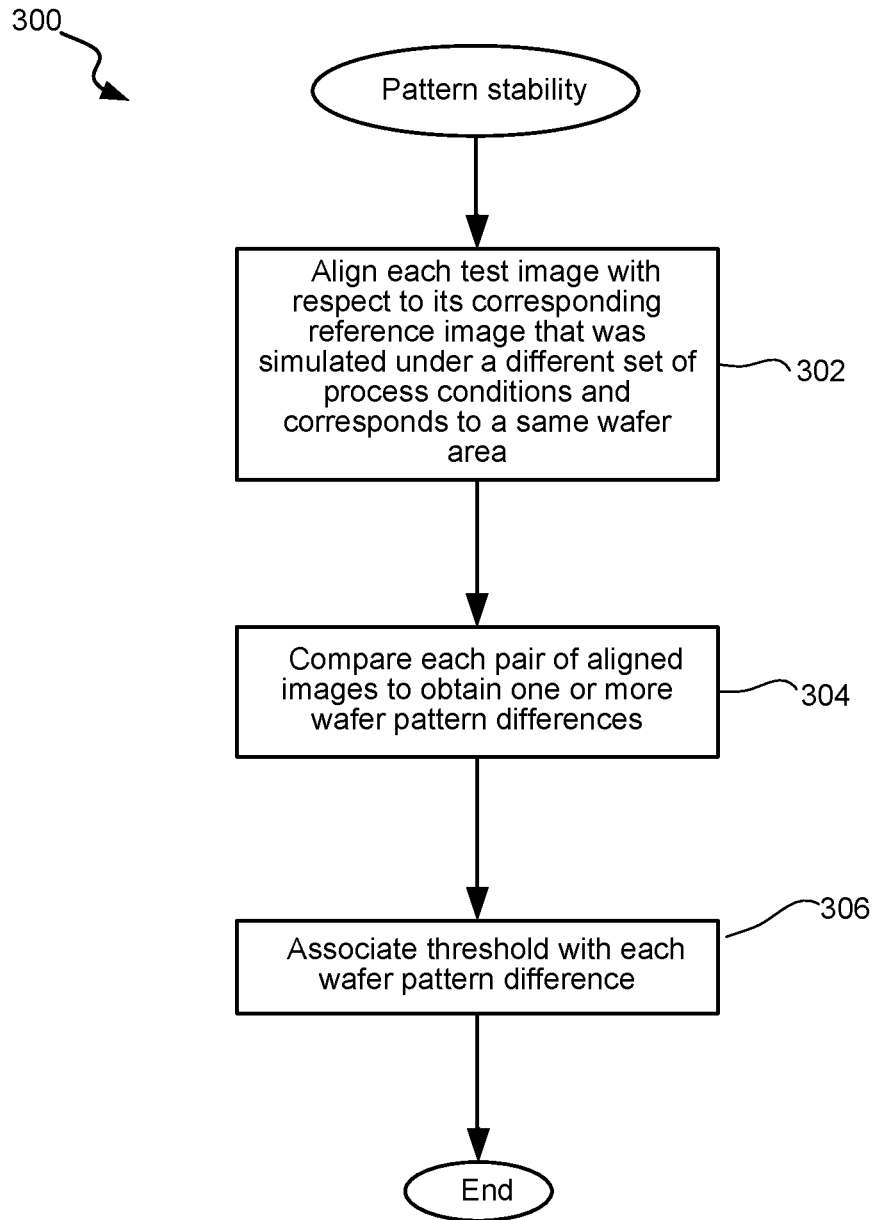 300
Pattern stability
Align each test image with
respect to its corresponding
reference image that was
simulated under a different set of
process conditions and
corresponds to a same wafer
area
302
Compare each pair of aligned
images to obtain one or more
wafer pattern differences
304
306
Associate threshold with each
wafer pattern difference
End